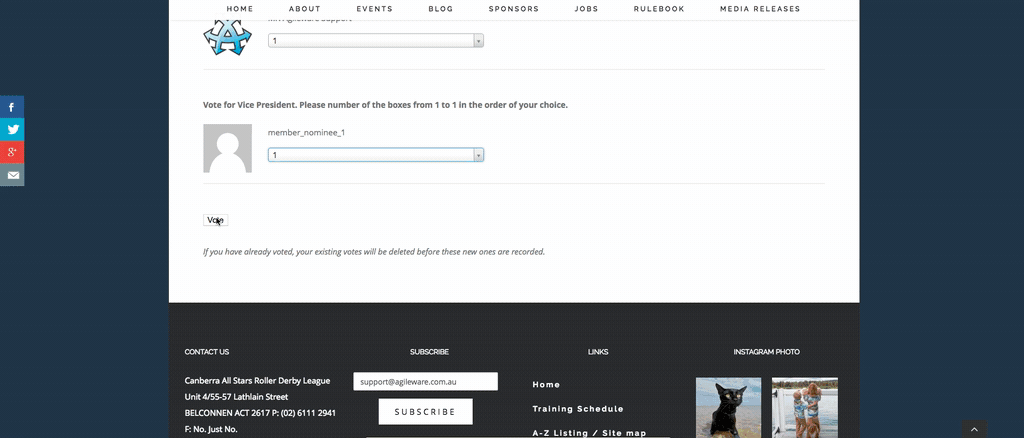 HOME ABOUT EVENTS BLOG SPONSORS JOBS RULEBOOK MEDIA RELEASES
1
Vote for Vice President. Please number of the boxes from 1 to 1 in the order of your choice.
member_nominee_1
1
Vote
If you have already voted, your existing votes will be deleted before these new ones are recorded.
CONTACT US
Canberra All Stars Roller Derby League
Unit 4/55-57 Lathlain Street
BELCONNEN ACT 2617 P: (02) 6111 2941
F: No. Just No.
SUBSCRIBE
support@agileware.com.au
SUBSCRIBE
LINKS
Home
Training Schedule
A-Z Listing / Site map
INSTAGRAM PHOTO